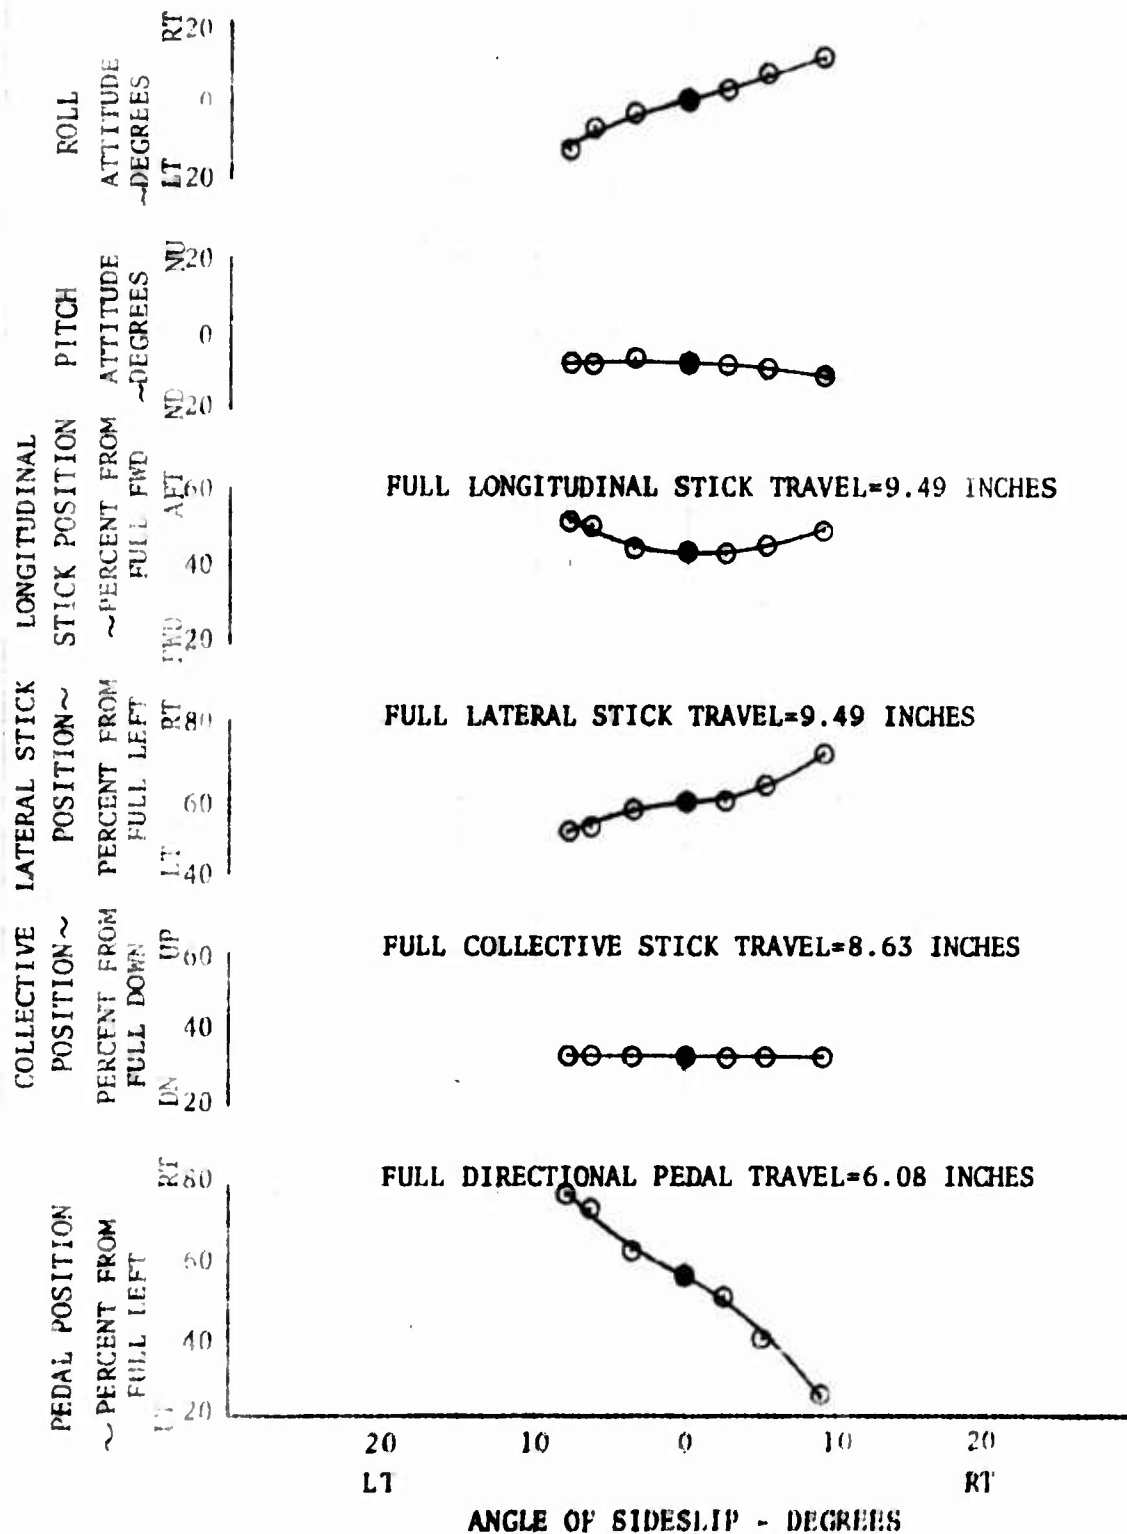 ROLL
ATTITUDE
~DEGREES
RT
20
0
LT
20
PITCH
ATTITUDE
~DEGREES
NU
20
0
ND
20
LONGITUDINAL
STICK POSITION
~PERCENT FROM
FULL FWD
AFT
60
40
FWD
20
FULL LONGITUDINAL STICK TRAVEL=9.49 INCHES
LATERAL STICK
POSITION~
PERCENT FROM
FULL LEFT
RT
80
60
LT
40
FULL LATERAL STICK TRAVEL=9.49 INCHES
COLLECTIVE
POSITION~
PERCENT FROM
FULL DOWN
UP
60
40
DN
20
FULL COLLECTIVE STICK TRAVEL=8.63 INCHES
PEDAL POSITION
~PERCENT FROM
FULL LEFT
RT
80
60
40
LT
20
FULL DIRECTIONAL PEDAL TRAVEL=6.08 INCHES
20 10 0 10 20
LT RT
ANGLE OF SIDESLIP - DEGREES